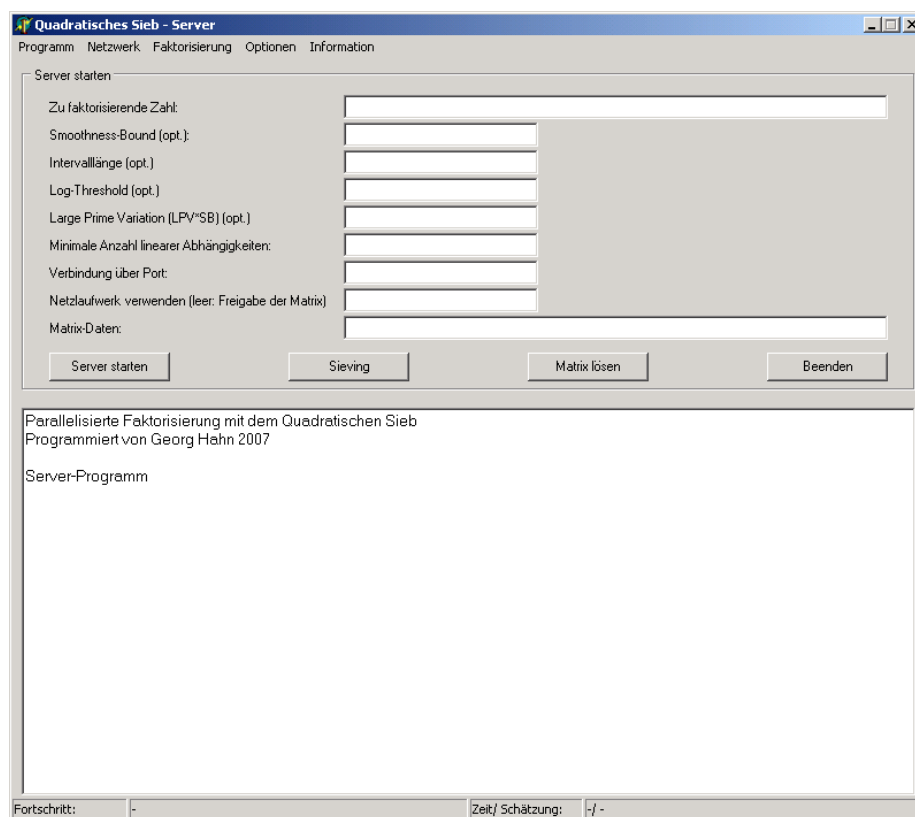 Quadratisches Sieb - Server
Programm Netzwerk Faktorisierung Optionen Information
Server starten
Zu faktorisierende Zahl:
Smoothness-Bound (opt.):
Intervalllänge (opt.)
Log-Threshold (opt.)
Large Prime Variation (LPV*SB) (opt.)
Minimale Anzahl linearer Abhängigkeiten:
Verbindung über Port:
Netzlaufwerk verwenden (leer: Freigabe der Matrix)
Matrix-Daten:
Server starten Sieving Matrix lösen Beenden
Parallelisierte Faktorisierung mit dem Quadratischen Sieb
Programmiert von Georg Hahn 2007
Server-Programm
Fortschritt: - Zeit/ Schätzung: -/ -